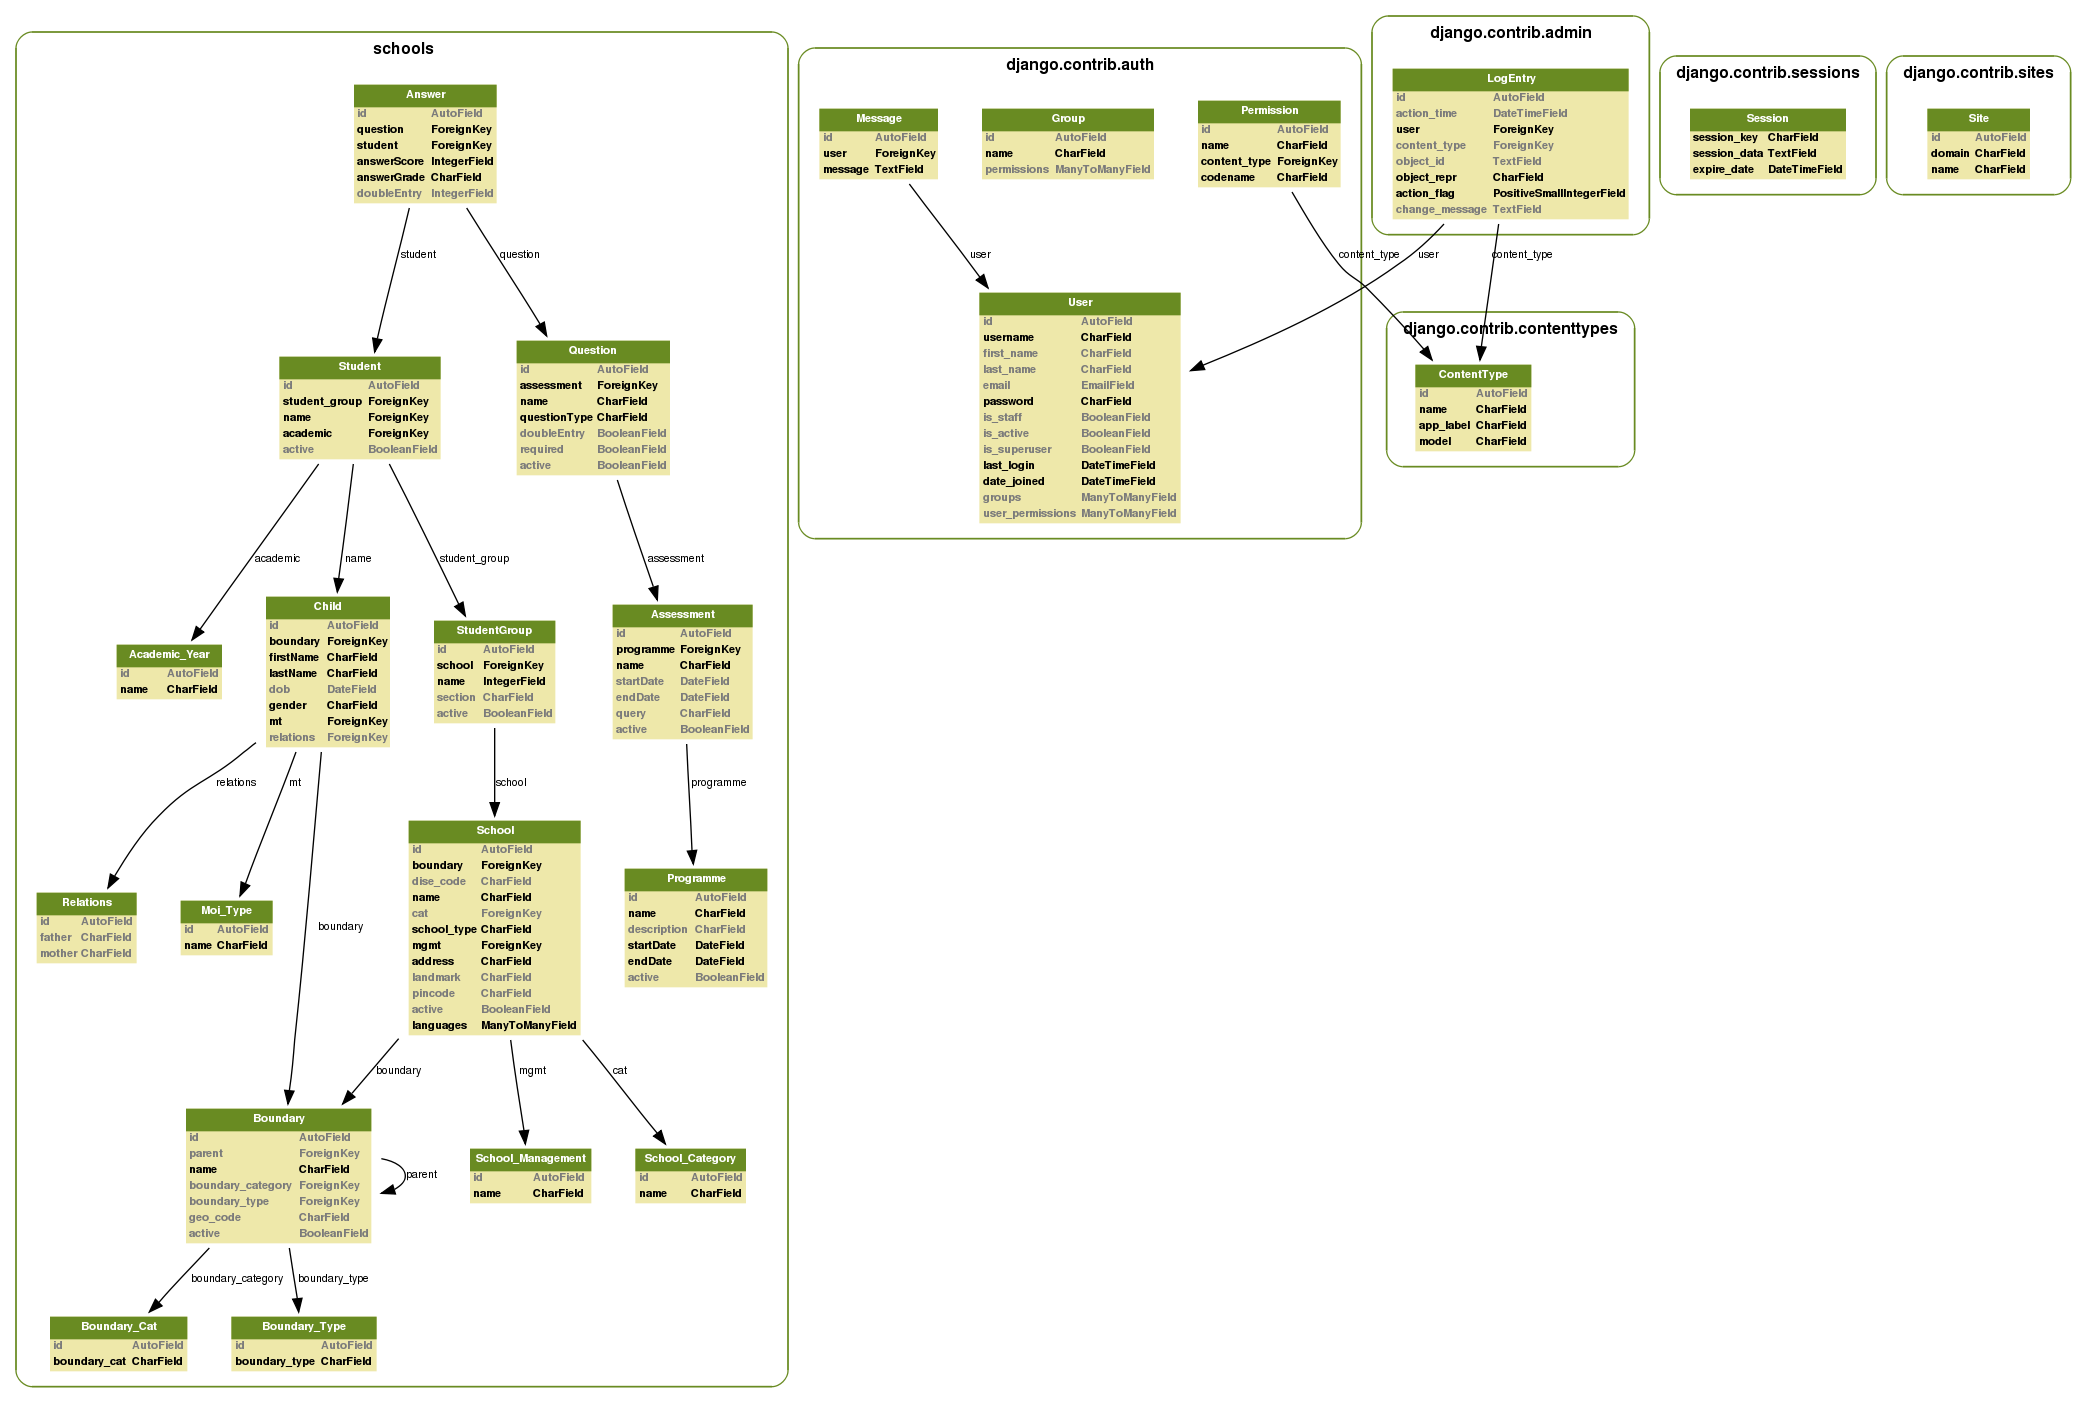 schools
Answer
id AutoField
question ForeignKey
student ForeignKey
answerScore IntegerField
answerGrade CharField
doubleEntry IntegerField
student
question
Student
id AutoField
student_group ForeignKey
name ForeignKey
academic ForeignKey
active BooleanField
Question
id AutoField
assessment ForeignKey
name CharField
questionType CharField
doubleEntry BooleanField
required BooleanField
active BooleanField
academic
name
student_group
assessment
Academic_Year
id AutoField
name CharField
Child
id AutoField
boundary ForeignKey
firstName CharField
lastName CharField
dob DateField
gender CharField
mt ForeignKey
relations ForeignKey
StudentGroup
id AutoField
school ForeignKey
name IntegerField
section CharField
active BooleanField
Assessment
id AutoField
programme ForeignKey
name CharField
startDate DateField
endDate DateField
query CharField
active BooleanField
relations
mt
boundary
school
programme
Relations
id AutoField
father CharField
mother CharField
Moi_Type
id AutoField
name CharField
School
id AutoField
boundary ForeignKey
dise_code CharField
name CharField
cat ForeignKey
school_type CharField
mgmt ForeignKey
address CharField
landmark CharField
pincode CharField
active BooleanField
languages ManyToManyField
Programme
id AutoField
name CharField
description CharField
startDate DateField
endDate DateField
active BooleanField
boundary
mgmt
cat
Boundary
id AutoField
parent ForeignKey
name CharField
boundary_category ForeignKey
boundary_type ForeignKey
geo_code CharField
active BooleanField
parent
School_Management
id AutoField
name CharField
School_Category
id AutoField
name CharField
boundary_category
boundary_type
Boundary_Cat
id AutoField
boundary_cat CharField
Boundary_Type
id AutoField
boundary_type CharField
django.contrib.auth
Message
id AutoField
user ForeignKey
message TextField
Group
id AutoField
name CharField
permissions ManyToManyField
Permission
id AutoField
name CharField
content_type ForeignKey
codename CharField
user
content_type
User
id AutoField
username CharField
first_name CharField
last_name CharField
email EmailField
password CharField
is_staff BooleanField
is_active BooleanField
is_superuser BooleanField
last_login DateTimeField
date_joined DateTimeField
groups ManyToManyField
user_permissions ManyToManyField
django.contrib.admin
LogEntry
id AutoField
action_time DateTimeField
user ForeignKey
content_type ForeignKey
object_id TextField
object_repr CharField
action_flag PositiveSmallIntegerField
change_message TextField
user
content_type
django.contrib.contenttypes
ContentType
id AutoField
name CharField
app_label CharField
model CharField
django.contrib.sessions
Session
session_key CharField
session_data TextField
expire_date DateTimeField
django.contrib.sites
Site
id AutoField
domain CharField
name CharField